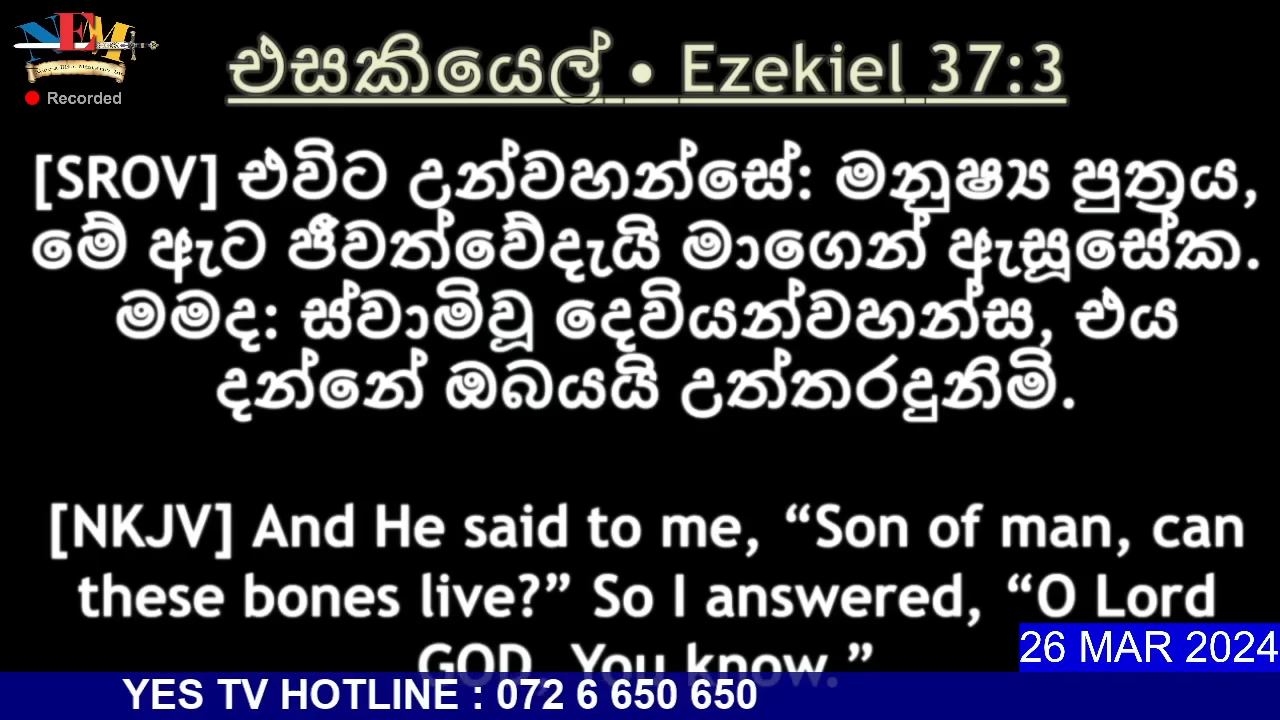 NEM
Recorded
එසකියෙල් • Ezekiel 37:3
[SROV] එවිට උන්වහන්සේ: මනුෂ්‍ය පුත්‍රය,
මේ ඇට ජීවත්වේදැයි මාගෙන් ඇසූසේක.
මමද: ස්වාමිවූ දෙවියන්වහන්ස, එය
දන්නේ ඔබයයි උත්තරදුනිමි.
[NKJV] And He said to me, “Son of man, can
these bones live?” So I answered, “O Lord
GOD, You know.”
26 MAR 2024
YES TV HOTLINE : 072 6 650 650